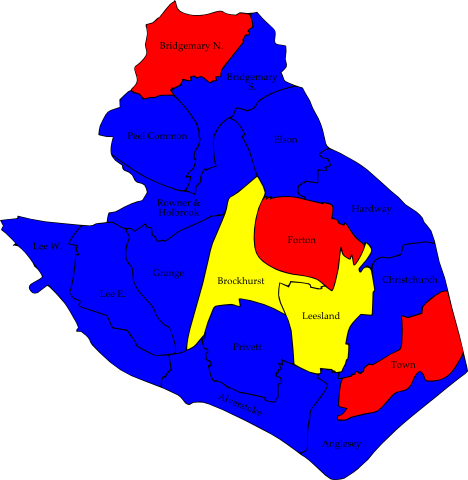 Bridgemary N.
Bridgemary
S.
Peel Common
Elson
Rowner &
Holbrook
Hardway
Forton
Lee W.
Grange
Brockhurst
Christchurch
Lee E.
Leesland
Privett
Town
Alverstoke
Anglesey